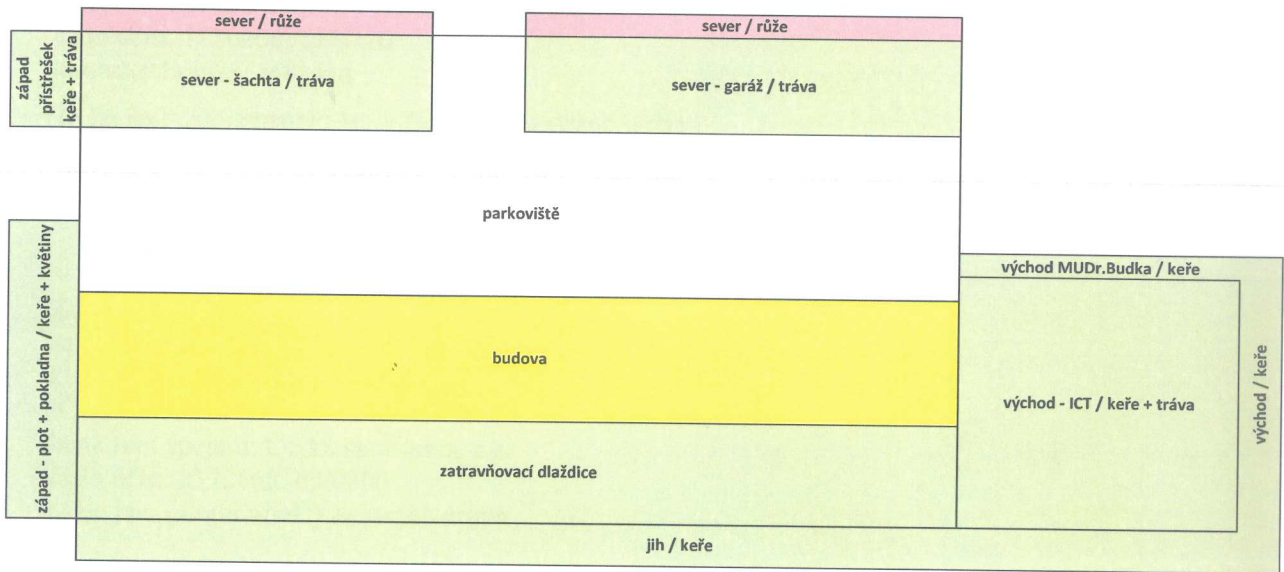 sever / růže
sever / růže
západ
přístřešek
keře + tráva
sever - šachta / tráva
sever - garáž / tráva
parkoviště
západ - plot + pokladna / keře + květiny
východ MUDr.Budka / keře
budova
východ - ICT / keře + tráva
východ / keře
zatravňovací dlaždice
jih / keře